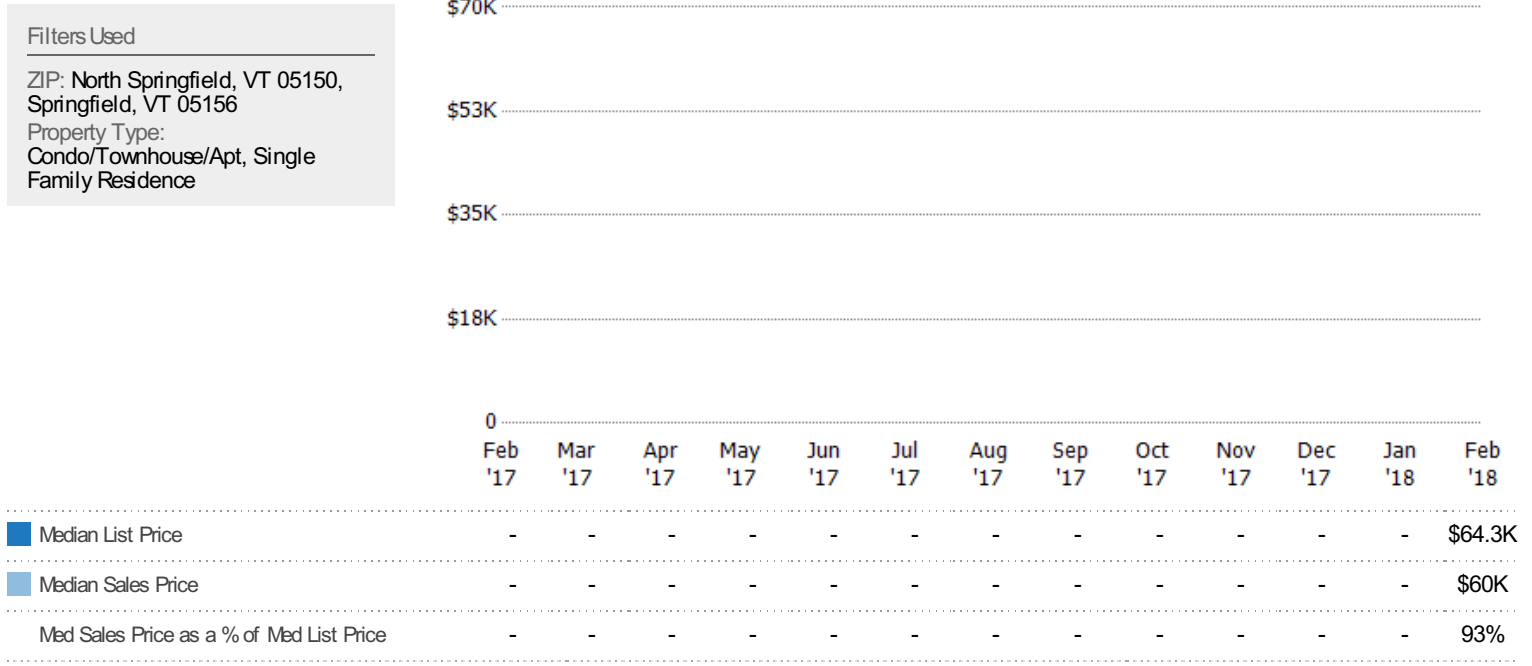 Filters Used
ZIP: North Springfield, VT 05150,
Springfield, VT 05156
Property Type:
Condo/Townhouse/Apt, Single
Family Residence
$70K
$53K
$35K
$18K
0
Feb Mar Apr May Jun Jul Aug Sep Oct Nov Dec Jan Feb
'17 '17 '17 '17 '17 '17 '17 '17 '17 '17 '17 '18 '18
Median List Price - - - - - - - - - - - - $64.3K
Median Sales Price - - - - - - - - - - - - $60K
Med Sales Price as a % of Med List Price - - - - - - - - - - - - 93%